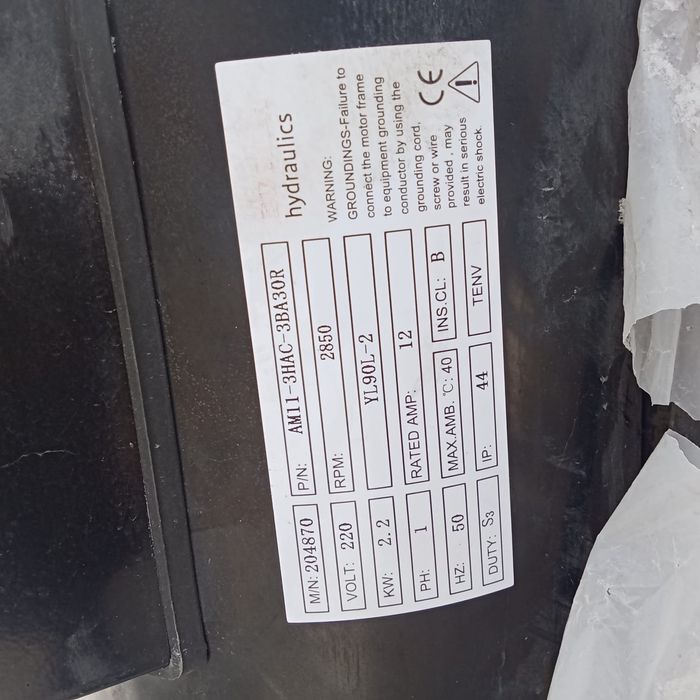 hydraulics
M/N: 204870 P/N: AM11-3HAC-3BA30R
VOLT: 220 RPM: 2850
KW: 2.2 YL90L-2
PH: 1 RATED AMP: 12
HZ: 50 MAX.AMB. ℃: 40 INS.CL: B
DUTY: S3 IP: 44 TENV
WARNING:
GROUNDINGS-Failure to
connect the motor frame
to equipment grounding
conductor by using the
grounding cord,
screw or wire
provided , may
result in serious
electric shock.
CE